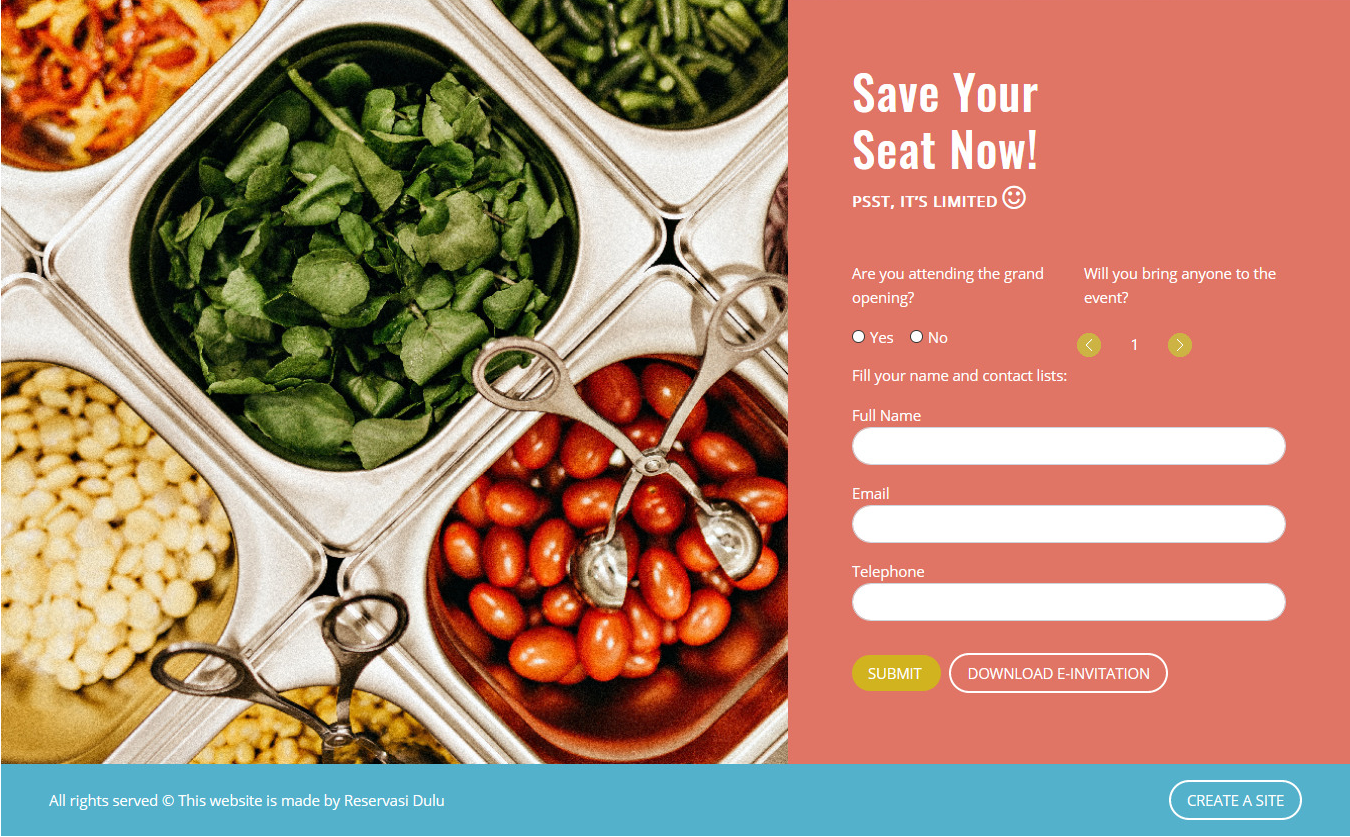 Save Your
Seat Now!
PSST, IT'S LIMITED
Are you attending the grand
opening?
Yes No
Will you bring anyone to the
event?
1
Fill your name and contact lists:
Full Name
Email
Telephone
SUBMIT
DOWNLOAD E-INVITATION
All rights served © This website is made by Reservasi Dulu
CREATE A SITE